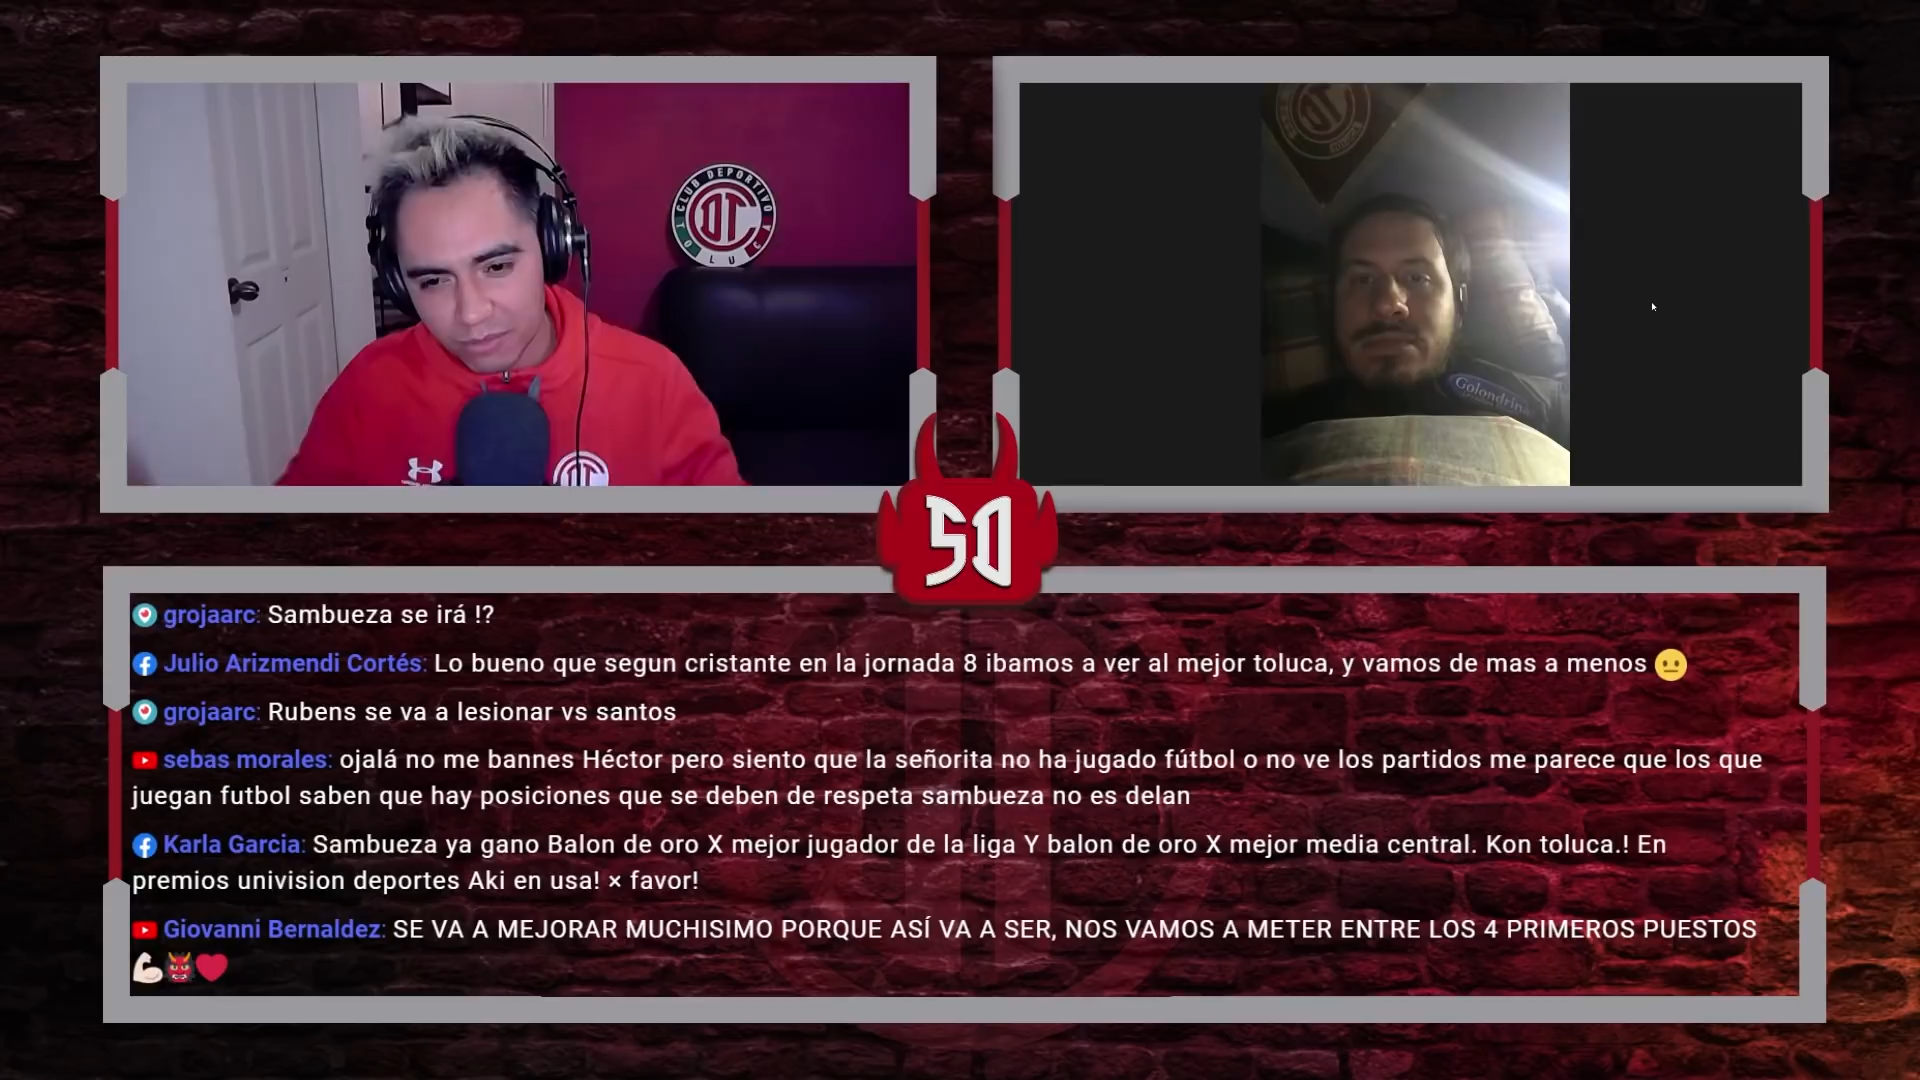 CLUB DEPORTIVO
TOLUCA
Golondrin
SD
grojaarc: Sambueza se irá !?
Julio Arizmendi Cortés: Lo bueno que segun cristante en la jornada 8 ibamos a ver al mejor toluca, y vamos de mas a menos 😐
grojaarc: Rubens se va a lesionar vs santos
sebas morales: ojalá no me bannes Héctor pero siento que la señorita no ha jugado fútbol o no ve los partidos me parece que los que
juegan futbol saben que hay posiciones que se deben de respeta sambueza no es delan
Karla Garcia: Sambueza ya gano Balon de oro X mejor jugador de la liga Y balon de oro X mejor media central. Kon toluca.! En
premios univision deportes Aki en usa! × favor!
Giovanni Bernaldez: SE VA A MEJORAR MUCHISIMO PORQUE ASÍ VA A SER, NOS VAMOS A METER ENTRE LOS 4 PRIMEROS PUESTOS
💪🏻👹❤️